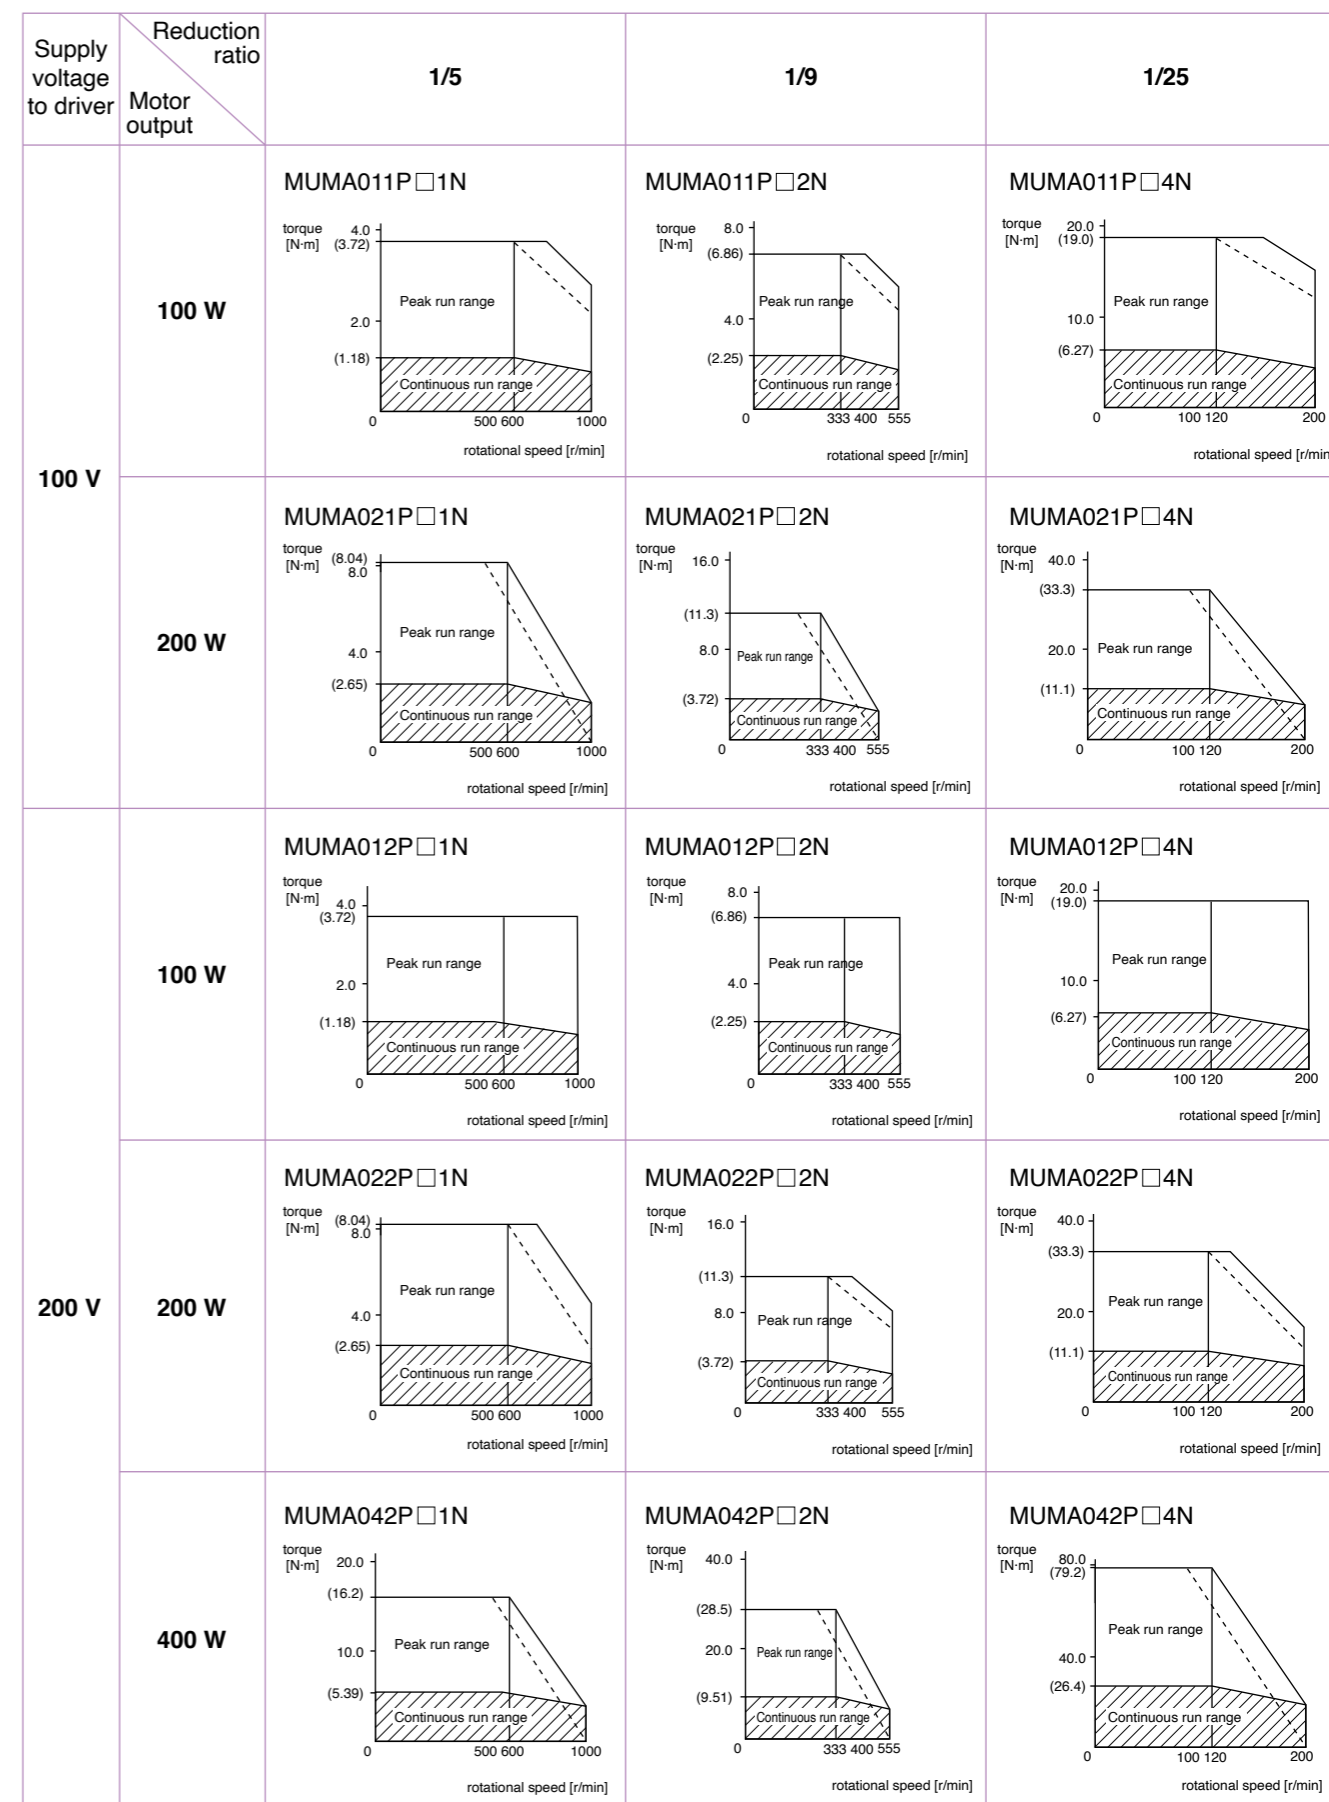 Supply
voltage
to driver
Reduction
ratio
Motor
output
1/5
1/9
1/25
100 V
100 W
MUMA011P□1N
torque
[N·m]
4.0
(3.72)
2.0
(1.18)
Peak run range
Continuous run range
0 500 600 1000
rotational speed [r/min]
MUMA011P□2N
torque
[N·m]
8.0
(6.86)
4.0
(2.25)
Peak run range
Continuous run range
0 333 400 555
rotational speed [r/min]
MUMA011P□4N
torque
[N·m]
20.0
(19.0)
10.0
(6.27)
Peak run range
Continuous run range
0 100 120 200
rotational speed [r/min
200 W
MUMA021P□1N
torque
[N·m]
(8.04)
8.0
4.0
(2.65)
Peak run range
Continuous run range
0 500 600 1000
rotational speed [r/min]
MUMA021P□2N
torque
[N·m]
16.0
(11.3)
8.0
(3.72)
Peak run range
Continuous run range
0 333 400 555
rotational speed [r/min]
MUMA021P□4N
torque
[N·m]
40.0
(33.3)
20.0
(11.1)
Peak run range
Continuous run range
0 100 120 200
rotational speed [r/min]
200 V
100 W
MUMA012P□1N
torque
[N·m]
4.0
(3.72)
2.0
(1.18)
Peak run range
Continuous run range
0 500 600 1000
rotational speed [r/min]
MUMA012P□2N
torque
[N·m]
8.0
(6.86)
4.0
(2.25)
Peak run range
Continuous run range
0 333 400 555
rotational speed [r/min]
MUMA012P□4N
torque
[N·m]
20.0
(19.0)
10.0
(6.27)
Peak run range
Continuous run range
0 100 120 200
rotational speed [r/min]
200 W
MUMA022P□1N
torque
[N·m]
(8.04)
8.0
4.0
(2.65)
Peak run range
Continuous run range
0 500 600 1000
rotational speed [r/min]
MUMA022P□2N
torque
[N·m]
16.0
(11.3)
8.0
(3.72)
Peak run range
Continuous run range
0 333 400 555
rotational speed [r/min]
MUMA022P□4N
torque
[N·m]
40.0
(33.3)
20.0
(11.1)
Peak run range
Continuous run range
0 100 120 200
rotational speed [r/min]
400 W
MUMA042P□1N
torque
[N·m]
20.0
(16.2)
10.0
(5.39)
Peak run range
Continuous run range
0 500 600 1000
rotational speed [r/min]
MUMA042P□2N
torque
[N·m]
40.0
(28.5)
20.0
(9.51)
Peak run range
Continuous run range
0 333 400 555
rotational speed [r/min]
MUMA042P□4N
torque
[N·m]
80.0
(79.2)
40.0
(26.4)
Peak run range
Continuous run range
0 100 120 200
rotational speed [r/min]